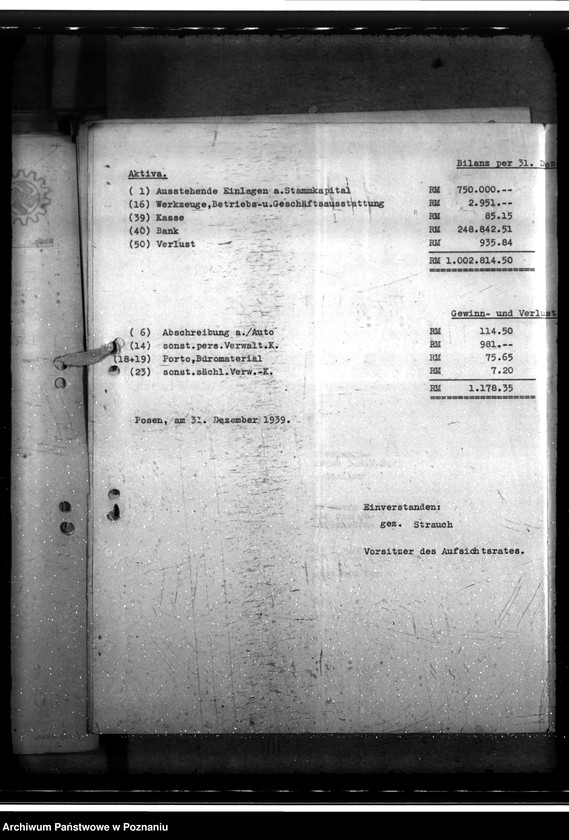 Bilanz per 31. Dez
Aktiva.
( 1) Ausstehende Einlagen a.Stammkapital RM 750.000.--
(16) Werkzeuge,Betriebs-u.Geschäftsausstattung RM 2.951.--
(39) Kasse RM 85.15
(40) Bank RM 248.842.51
(50) Verlust RM 935.84
RM 1.002.814.50
Gewinn- und Verlust
( 6) Abschreibung a./Auto RM 114.50
(14) sonst.pers.Verwalt.K. RM 981.--
(18+19) Porto,Büromaterial RM 75.65
(23) sonst.sächl.Verw.-K. RM 7.20
RM 1.178.35
Posen, am 31. Dezember 1939.
Einverstanden:
gez. Strauch
Vorsitzer des Aufsichtsrates.
Archiwum Państwowe w Poznaniu